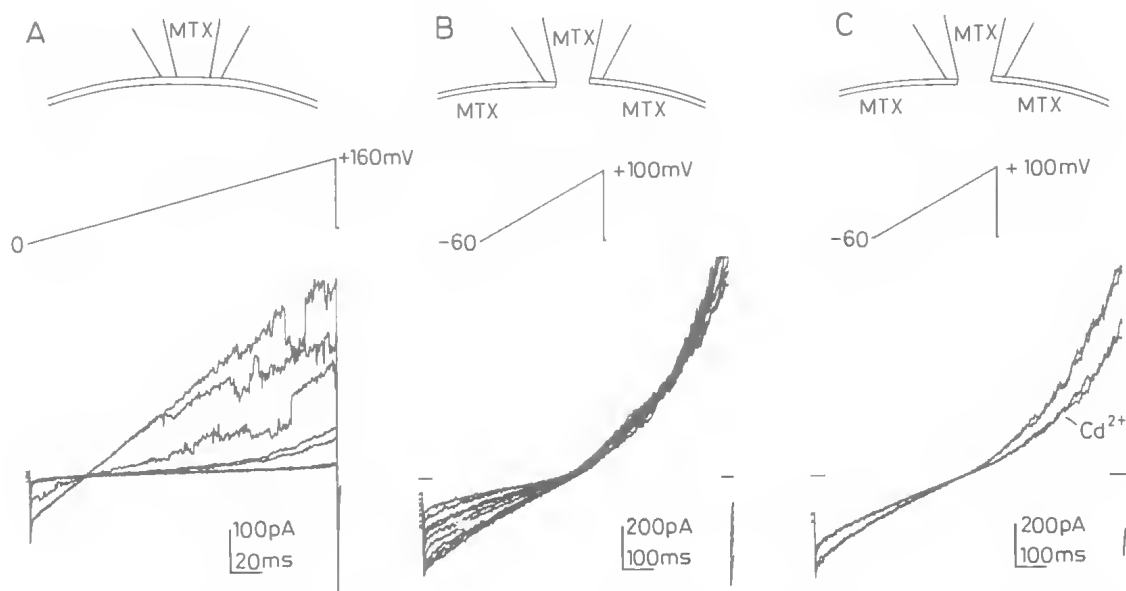 A
MTX
B
MTX
MTX
MTX
C
MTX
MTX
MTX
+160mV
0
+100mV
-60
+100mV
-60
100pA
20ms
200pA
100ms
Cd2+
200pA
100ms